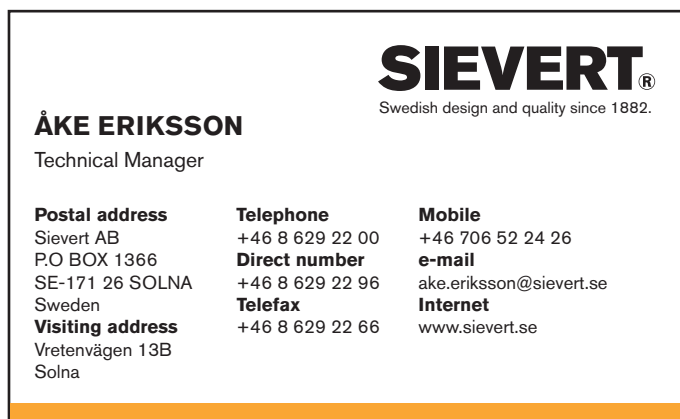 SIEVERT®
Swedish design and quality since 1882.
ÅKE ERIKSSON
Technical Manager
Postal address
Sievert AB
P.O BOX 1366
SE-171 26 SOLNA
Sweden
Visiting address
Vretenvägen 13B
Solna
Telephone
+46 8 629 22 00
Direct number
+46 8 629 22 96
Telefax
+46 8 629 22 66
Mobile
+46 706 52 24 26
e-mail
ake.eriksson@sievert.se
Internet
www.sievert.se